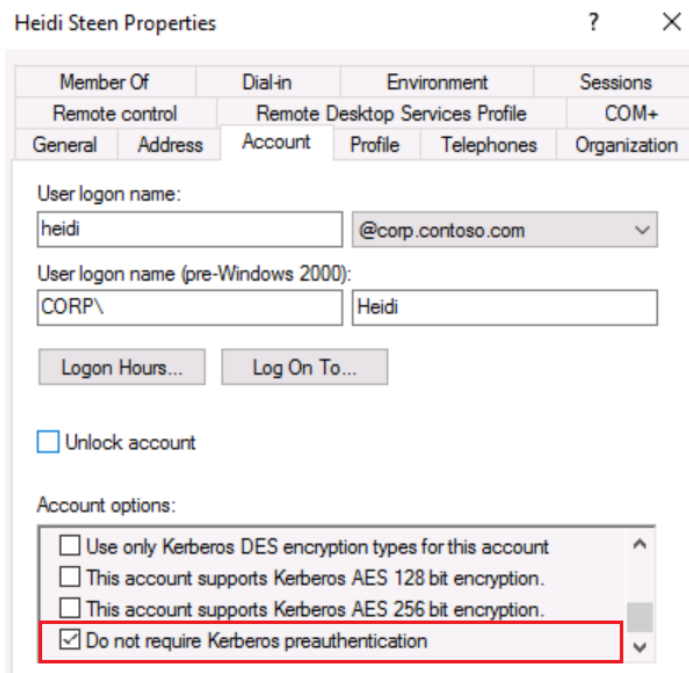 Heidi Steen Properties ? ✕
Member Of Dial-in Environment Sessions
Remote control Remote Desktop Services Profile COM+
General Address Account Profile Telephones Organization
User logon name:
heidi @corp.contoso.com
User logon name (pre-Windows 2000):
CORP\ Heidi
Logon Hours... Log On To...
Unlock account
Account options:
Use only Kerberos DES encryption types for this account
This account supports Kerberos AES 128 bit encryption.
This account supports Kerberos AES 256 bit encryption.
Do not require Kerberos preauthentication